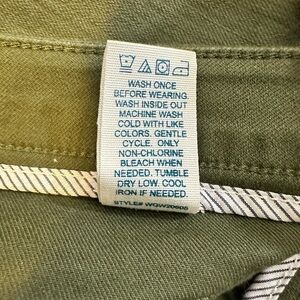 WASH ONCE
BEFORE WEARING.
WASH INSIDE OUT
MACHINE WASH
COLD WITH LIKE
COLORS. GENTLE
CYCLE. ONLY
NON-CHLORINE
BLEACH WHEN
NEEDED. TUMBLE
DRY LOW. COOL
IRON IF NEEDED.
STYLE#